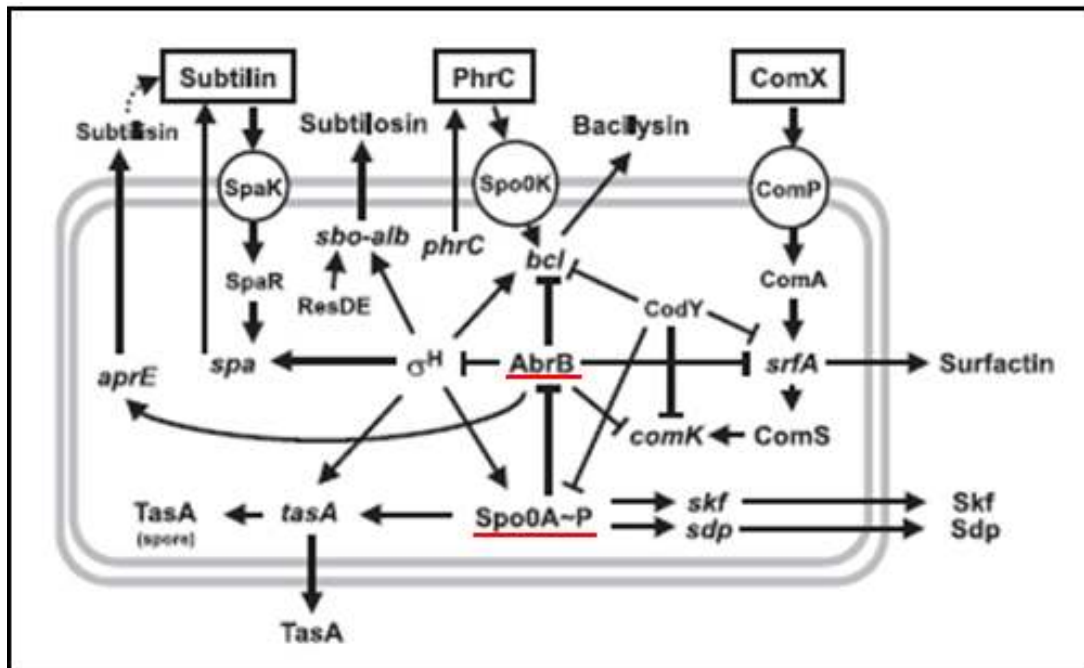 Subtilin
PhrC
ComX
Subtilisin
Subtilosin
Bacilysin
SpaK
Spo0K
ComP
sbo-alb
phrC
bcl
SpaR
ComA
ResDE
CodY
aprE
spa
σH
AbrB
srfA
Surfactin
comK
ComS
TasA
(spore)
tasA
Spo0A~P
skf
Skf
sdp
Sdp
TasA